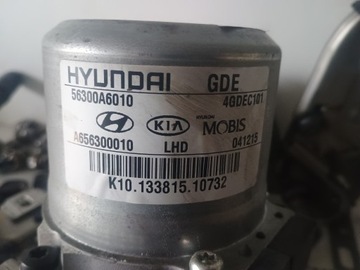 HYUNDAI GDE
56300A6010 4GDEC101
KIA MOBIS
A656300010 LHD 041215
K10.133815.10732